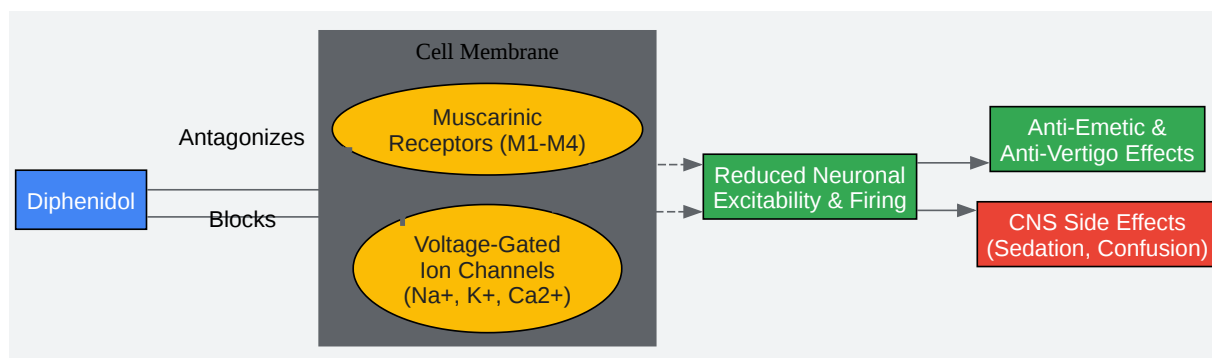 Cell Membrane
Muscarinic
Receptors (M1-M4)
Antagonizes
Diphenidol
Blocks
Voltage-Gated
Ion Channels
(Na+, K+, Ca2+)
Reduced Neuronal
Excitability & Firing
Anti-Emetic &
Anti-Vertigo Effects
CNS Side Effects
(Sedation, Confusion)